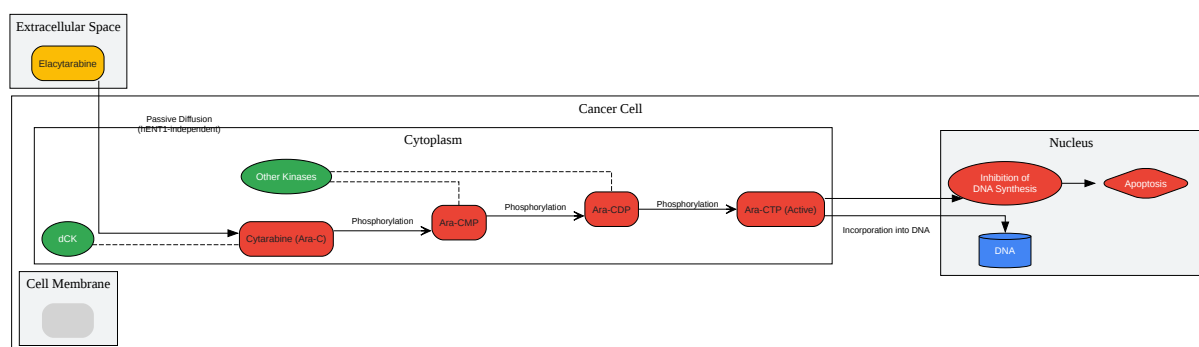 Extracellular Space
Elacytarabine
Cancer Cell
Passive Diffusion
(hENT1-independent)
Cytoplasm
Nucleus
Other Kinases
Inhibition of
DNA Synthesis
Apoptosis
Phosphorylation
Phosphorylation
Phosphorylation
Ara-CMP
Ara-CDP
Ara-CTP (Active)
dCK
Cytarabine (Ara-C)
Incorporation into DNA
DNA
Cell Membrane